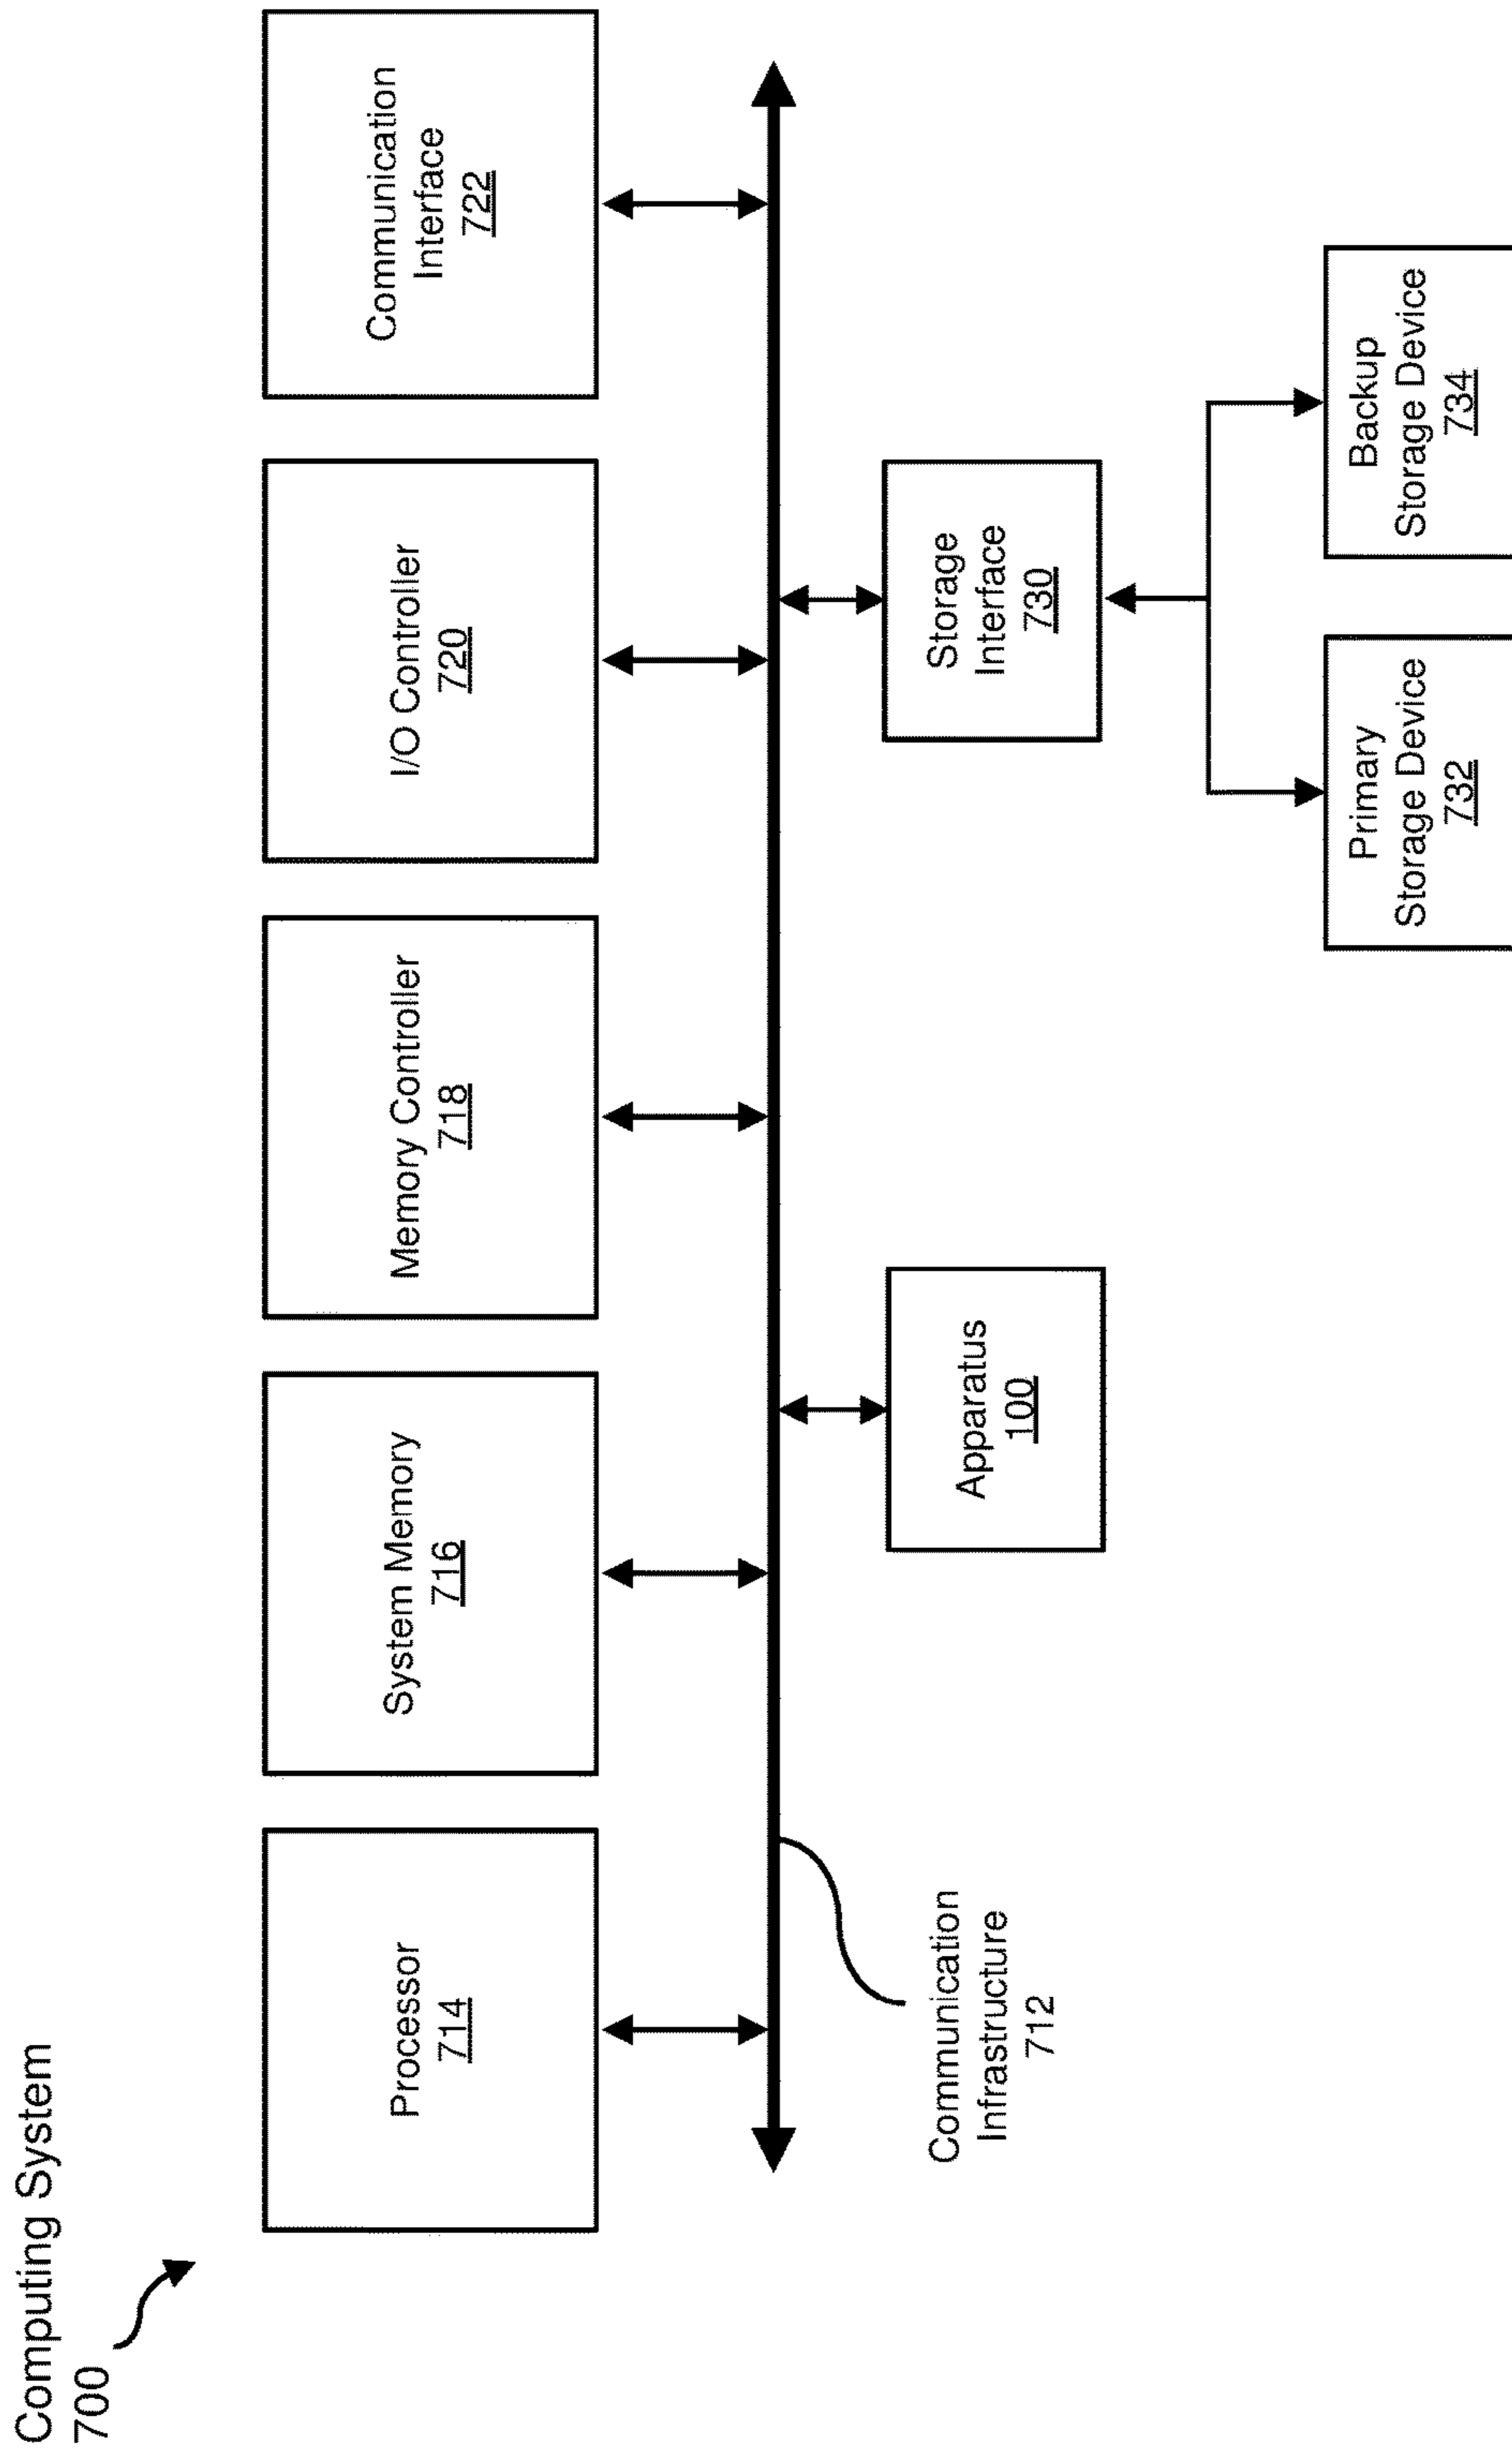 Computing System
700
Processor
714
System Memory
716
Memory Controller
718
I/O Controller
720
Communication
Interface
722
Communication
Infrastructure
712
Apparatus
100
Storage
Interface
730
Primary
Storage Device
732
Backup
Storage Device
734